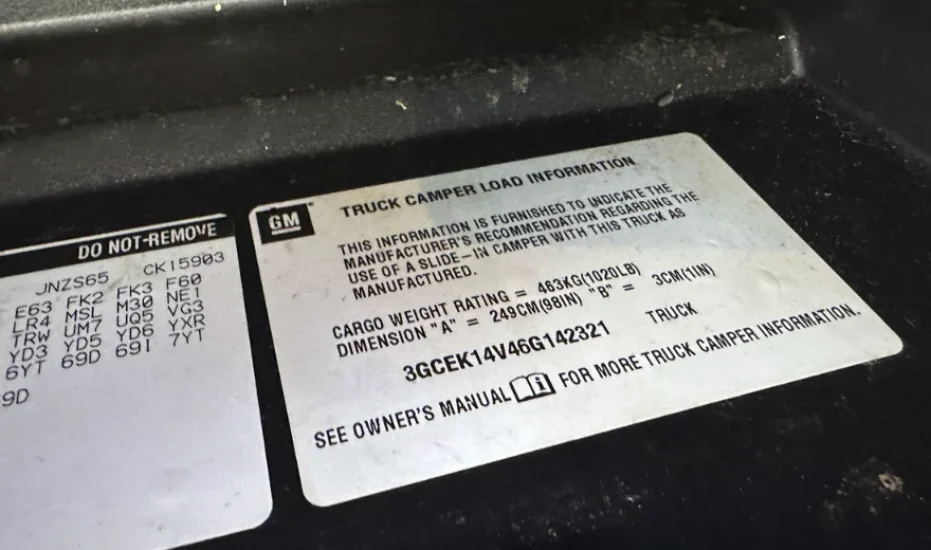 DO NOT-REMOVE
JNZS65 CK15903
E63 FK2 FK3 F60
LR4 MSL M30 NE1
TRW UM7 UQ5 VG3
YD3 YD5 YD6 YXR
6YT 69D 69I 7YT
9D
GM
TRUCK CAMPER LOAD INFORMATION
THIS INFORMATION IS FURNISHED TO INDICATE THE
MANUFACTURER'S RECOMMENDATION REGARDING THE
USE OF A SLIDE-IN CAMPER WITH THIS TRUCK AS
MANUFACTURED.
CARGO WEIGHT RATING = 463KG(1020LB)
DIMENSION "A" = 249CM(98IN) "B" = 3CM(1IN)
3GCEK14V46G142321 TRUCK
SEE OWNER'S MANUAL FOR MORE TRUCK CAMPER INFORMATION.